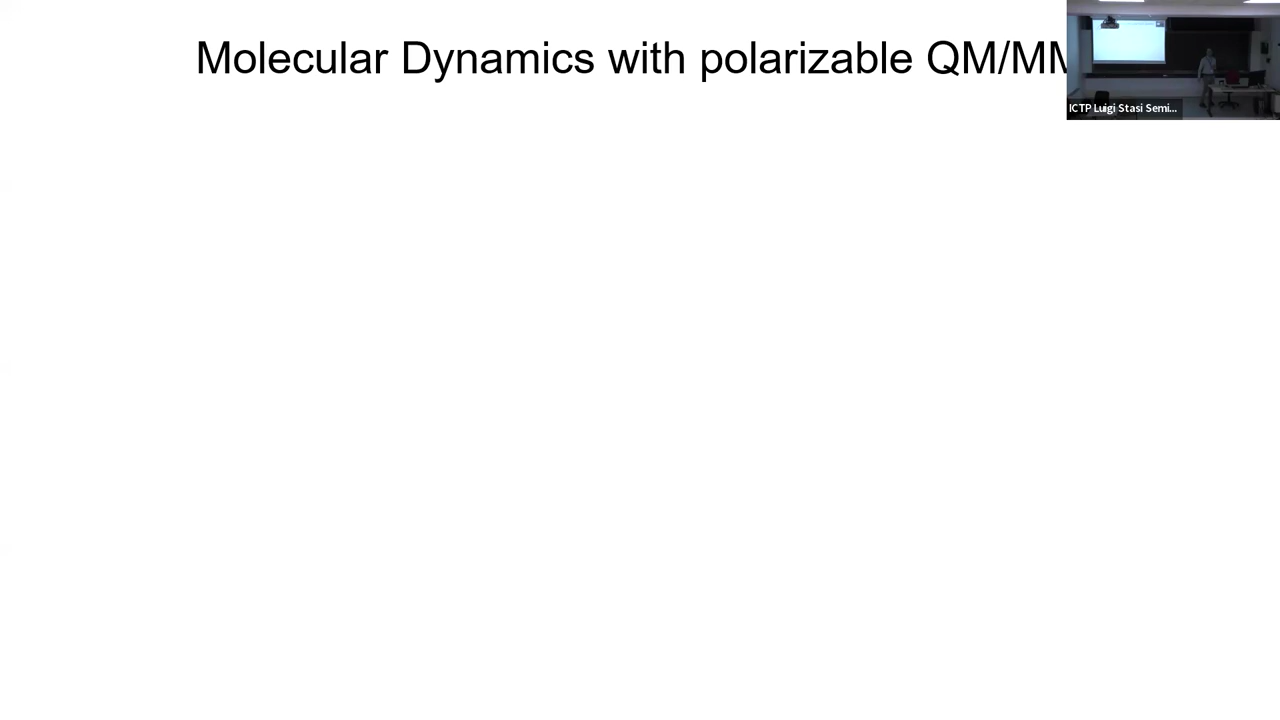 Molecular Dynamics with polarizable QM/MM
ICTP Luigi Stasi Semi...